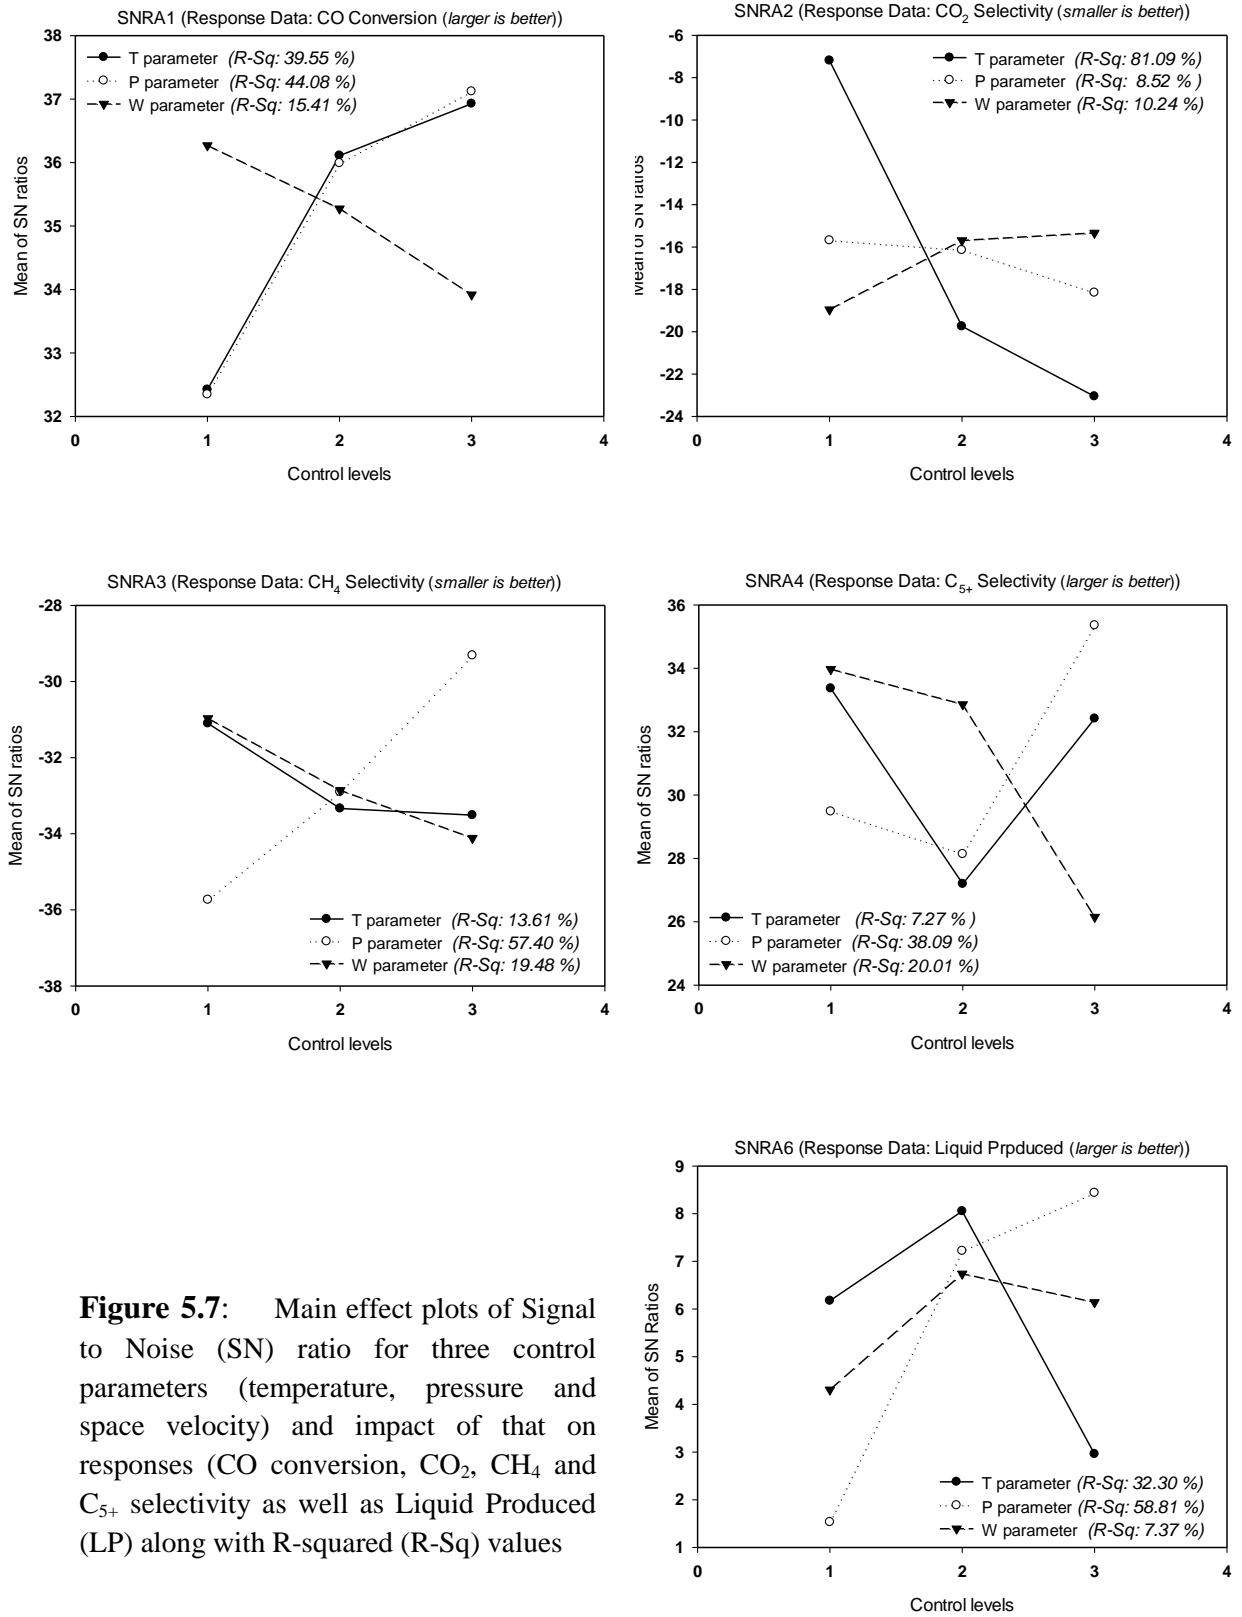 SNRA1 (Response Data: CO Conversion (larger is better))
38
37
36
35
34
33
32
Mean of SN ratios
T parameter (R-Sq: 39.55 %)
P parameter (R-Sq: 44.08 %)
W parameter (R-Sq: 15.41 %)
0 1 2 3 4
Control levels
SNRA2 (Response Data: CO2 Selectivity (smaller is better))
-6
-8
-10
-12
-14
-16
-18
-20
-22
-24
Mean of SN ratios
T parameter (R-Sq: 81.09 %)
P parameter (R-Sq: 8.52 % )
W parameter (R-Sq: 10.24 %)
0 1 2 3 4
Control levels
SNRA3 (Response Data: CH4 Selectivity (smaller is better))
-28
-30
-32
-34
-36
-38
Mean of SN ratios
T parameter (R-Sq: 13.61 %)
P parameter (R-Sq: 57.40 %)
W parameter (R-Sq: 19.48 %)
0 1 2 3 4
Control levels
SNRA4 (Response Data: C5+ Selectivity (larger is better))
36
34
32
30
28
26
24
Mean of SN ratios
T parameter (R-Sq: 7.27 % )
P parameter (R-Sq: 38.09 %)
W parameter (R-Sq: 20.01 %)
0 1 2 3 4
Control levels
SNRA6 (Response Data: Liquid Prpduced (larger is better))
9
8
7
6
5
4
3
2
1
Mean of SN Ratios
T parameter (R-Sq: 32.30 %)
P parameter (R-Sq: 58.81 %)
W parameter (R-Sq: 7.37 %)
0 1 2 3 4
Control levels
Figure 5.7: Main effect plots of Signal
to Noise (SN) ratio for three control
parameters (temperature, pressure and
space velocity) and impact of that on
responses (CO conversion, CO2, CH4 and
C5+ selectivity as well as Liquid Produced
(LP) along with R-squared (R-Sq) values